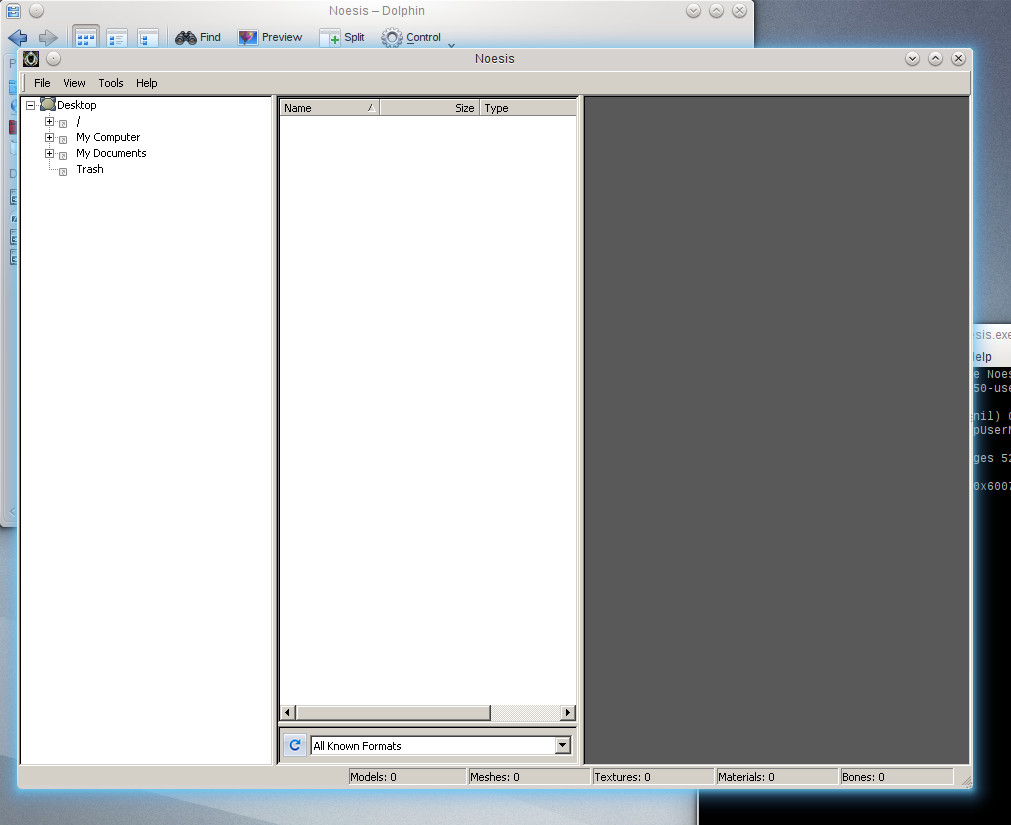 Noesis – Dolphin
Find Preview Split Control
Noesis
File View Tools Help
Desktop
/
My Computer
My Documents
Trash
Name Size Type
All Known Formats
Models: 0 Meshes: 0 Textures: 0 Materials: 0 Bones: 0
sis.exe
elp
e Noes
50-use
nil) (
pUserN
ges 52
0x6007